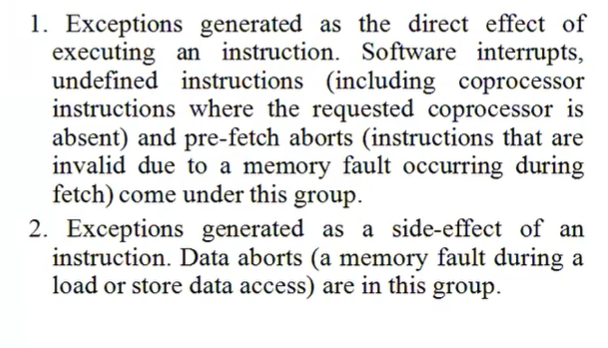 1. Exceptions generated as the direct effect of
executing an instruction. Software interrupts,
undefined instructions (including coprocessor
instructions where the requested coprocessor is
absent) and pre-fetch aborts (instructions that are
invalid due to a memory fault occurring during
fetch) come under this group.
2. Exceptions generated as a side-effect of an
instruction. Data aborts (a memory fault during a
load or store data access) are in this group.